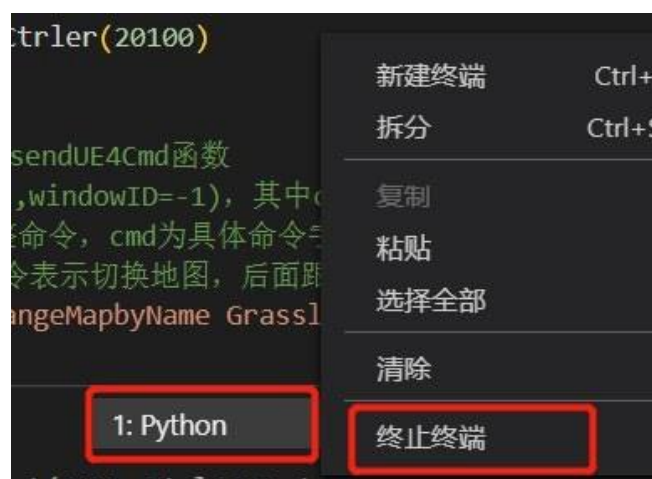 Ctrler(20100)
新建终端 Ctrl+
拆分 Ctrl+S
sendUE4Cmd函数
,windowID=-1), 其中
复制
命令, cmd为具体命令
粘贴
表示切换地图, 后面跟
选择全部
angeMapbyName Grassl
清除
1: Python
终止终端